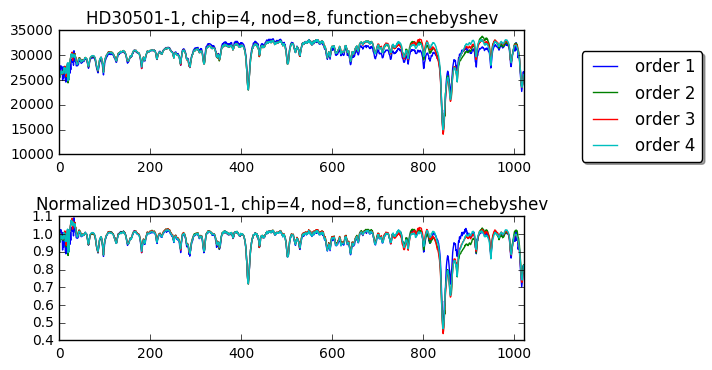 HD30501-1, chip=4, nod=8, function=chebyshev
35000
30000
25000
20000
15000
10000
0 200 400 600 800 1000
order 1
order 2
order 3
order 4
Normalized HD30501-1, chip=4, nod=8, function=chebyshev
1.1
1.0
0.9
0.8
0.7
0.6
0.5
0.4
0 200 400 600 800 1000